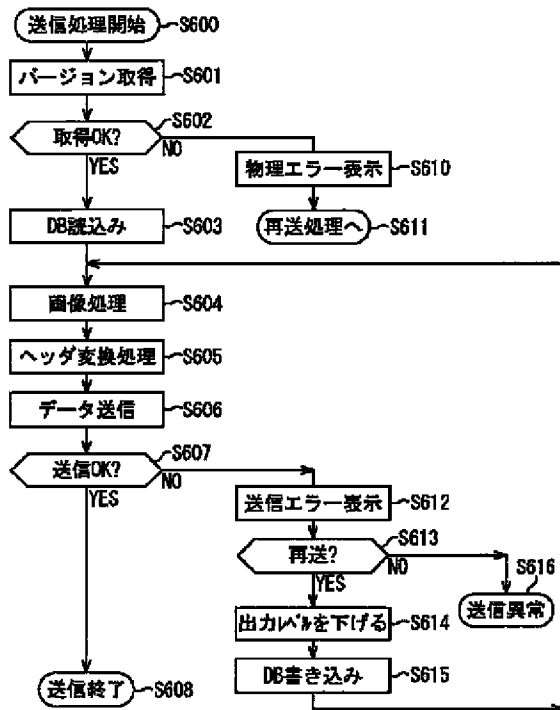 送信処理開始 S600
バージョン取得 S601
取得OK? S602
YES
NO
物理エラー表示 S610
再送処理へ S611
DB読込み S603
画像処理 S604
ヘッダ変換処理 S605
データ送信 S606
送信OK? S607
YES
NO
送信エラー表示 S612
再送? S613
YES
NO
送信異常 S616
出力レベルを下げる S614
DB書き込み S615
送信終了 S608